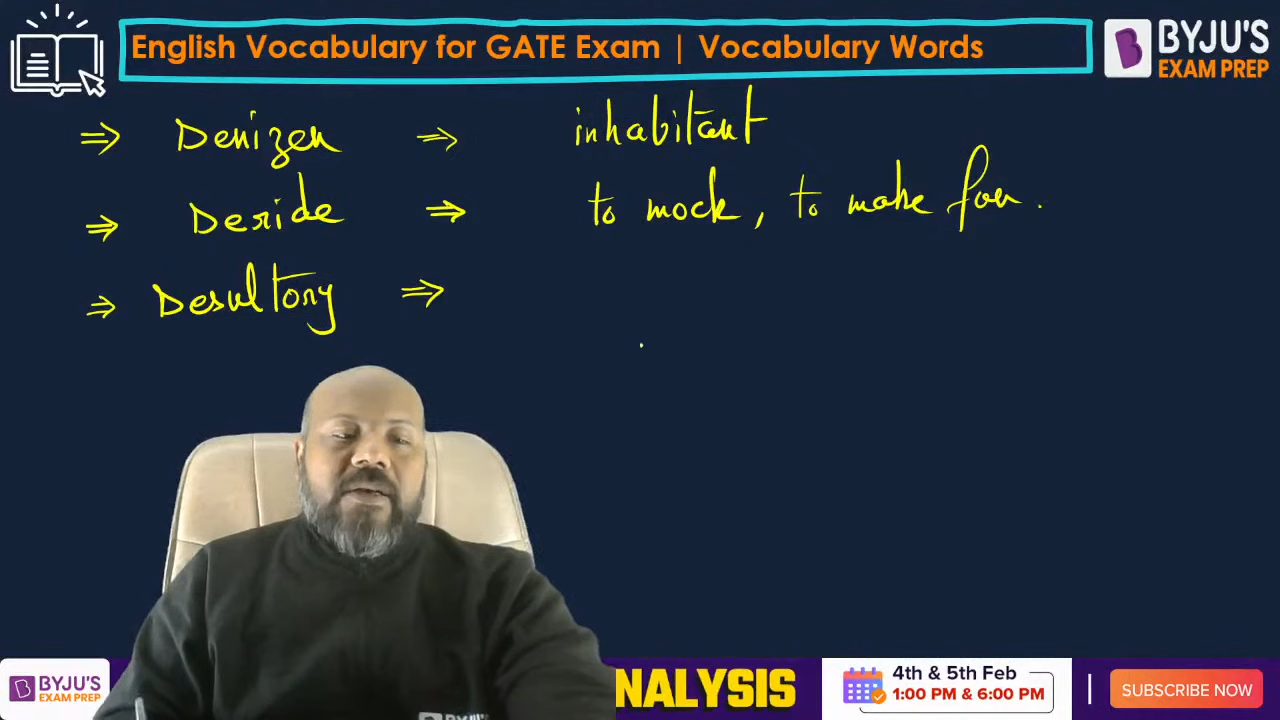 English Vocabulary for GATE Exam | Vocabulary Words
BYJU'S
EXAM PREP
⇒ Denizen ⇒ inhabitant
⇒ Deride ⇒ to mock, to make fun.
⇒ Desultory ⇒
BYJU'S
EXAM PREP
BYJU'S
NALYSIS
4th & 5th Feb
1:00 PM & 6:00 PM
SUBSCRIBE NOW